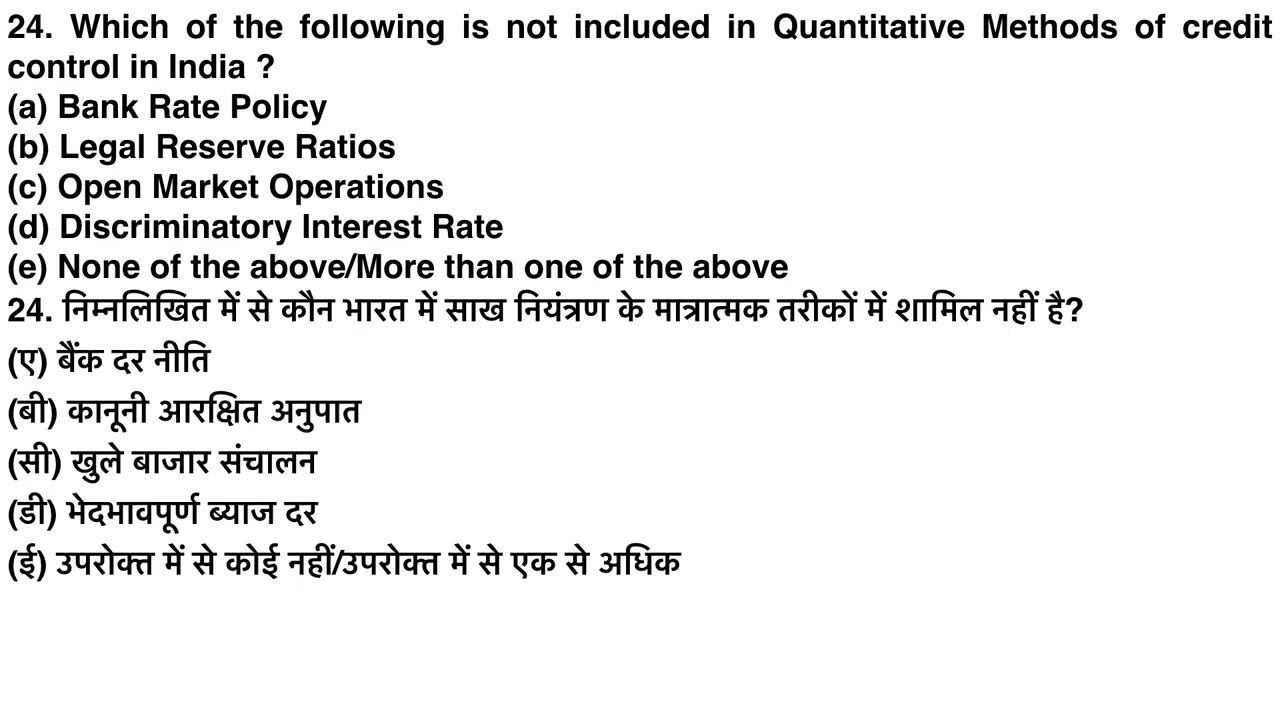 24. Which of the following is not included in Quantitative Methods of credit
control in India ?
(a) Bank Rate Policy
(b) Legal Reserve Ratios
(c) Open Market Operations
(d) Discriminatory Interest Rate
(e) None of the above/More than one of the above
24. निम्नलिखित में से कौन भारत में साख नियंत्रण के मात्रात्मक तरीकों में शामिल नहीं है?
(ए) बैंक दर नीति
(बी) कानूनी आरक्षित अनुपात
(सी) खुले बाजार संचालन
(डी) भेदभावपूर्ण ब्याज दर
(ई) उपरोक्त में से कोई नहीं/उपरोक्त में से एक से अधिक